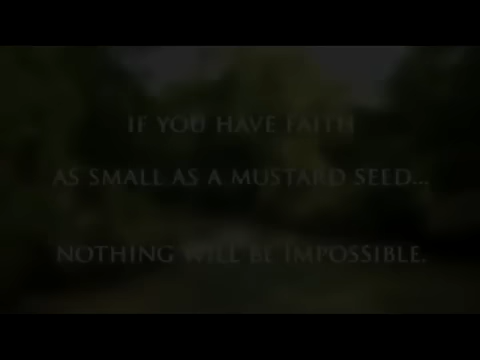 IF YOU HAVE FAITH
AS SMALL AS A MUSTARD SEED...
NOTHING WILL BE IMPOSSIBLE.